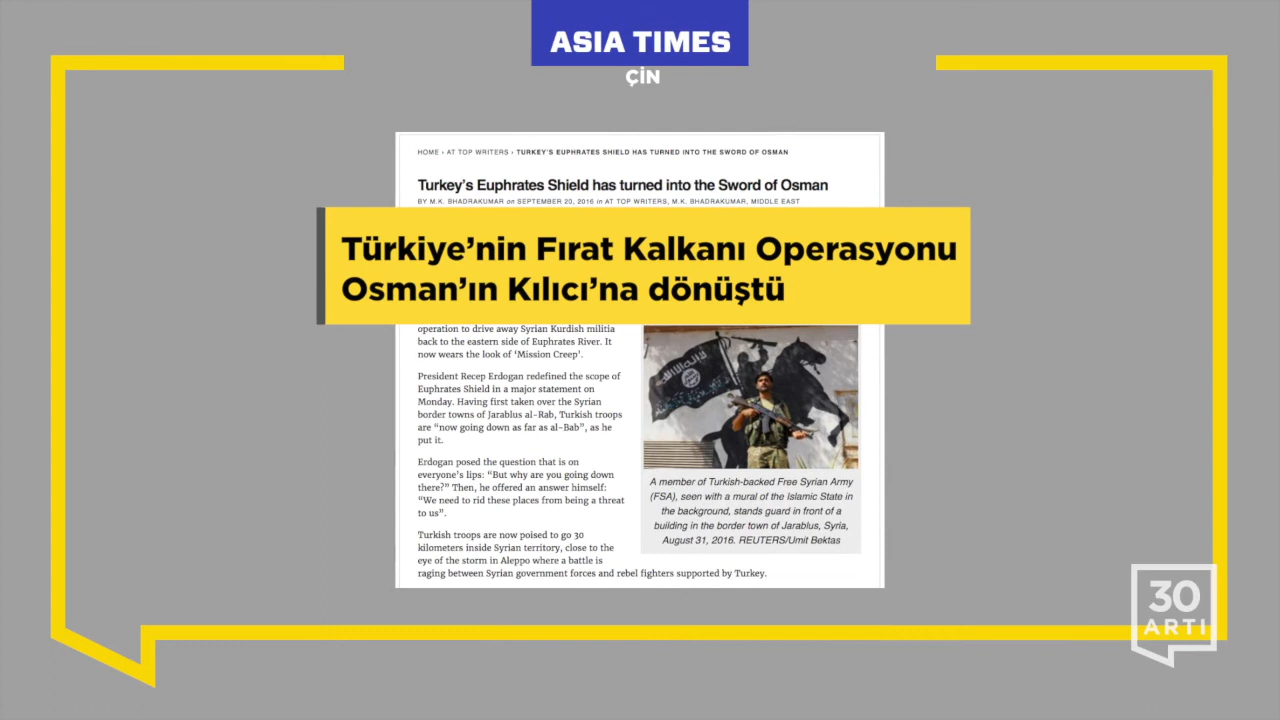 ASIA TIMES
ÇİN
HOME › AT TOP WRITERS › TURKEY'S EUPHRATES SHIELD HAS TURNED INTO THE SWORD OF OSMAN
Turkey's Euphrates Shield has turned into the Sword of Osman
BY M.K. BHADRAKUMAR on SEPTEMBER 20, 2016 in AT TOP WRITERS, M.K. BHADRAKUMAR, MIDDLE EAST
Türkiye'nin Fırat Kalkanı Operasyonu
Osman'ın Kılıcı'na dönüştü
operation to drive away Syrian Kurdish militia
back to the eastern side of Euphrates River. It
now wears the look of 'Mission Creep'.
President Recep Erdogan redefined the scope of
Euphrates Shield in a major statement on
Monday. Having first taken over the Syrian
border towns of Jarablus al-Rab, Turkish troops
are “now going down as far as al-Bab”, as he
put it.
Erdogan posed the question that is on
everyone's lips: “But why are you going down
there?” Then, he offered an answer himself:
“We need to rid these places from being a threat
to us”.
Turkish troops are now poised to go 30
kilometers inside Syrian territory, close to the
eye of the storm in Aleppo where a battle is
raging between Syrian government forces and rebel fighters supported by Turkey.
A member of Turkish-backed Free Syrian Army
(FSA), seen with a mural of the Islamic State in
the background, stands guard in front of a
building in the border town of Jarablus, Syria,
August 31, 2016. REUTERS/Umit Bektas
30
ARTI